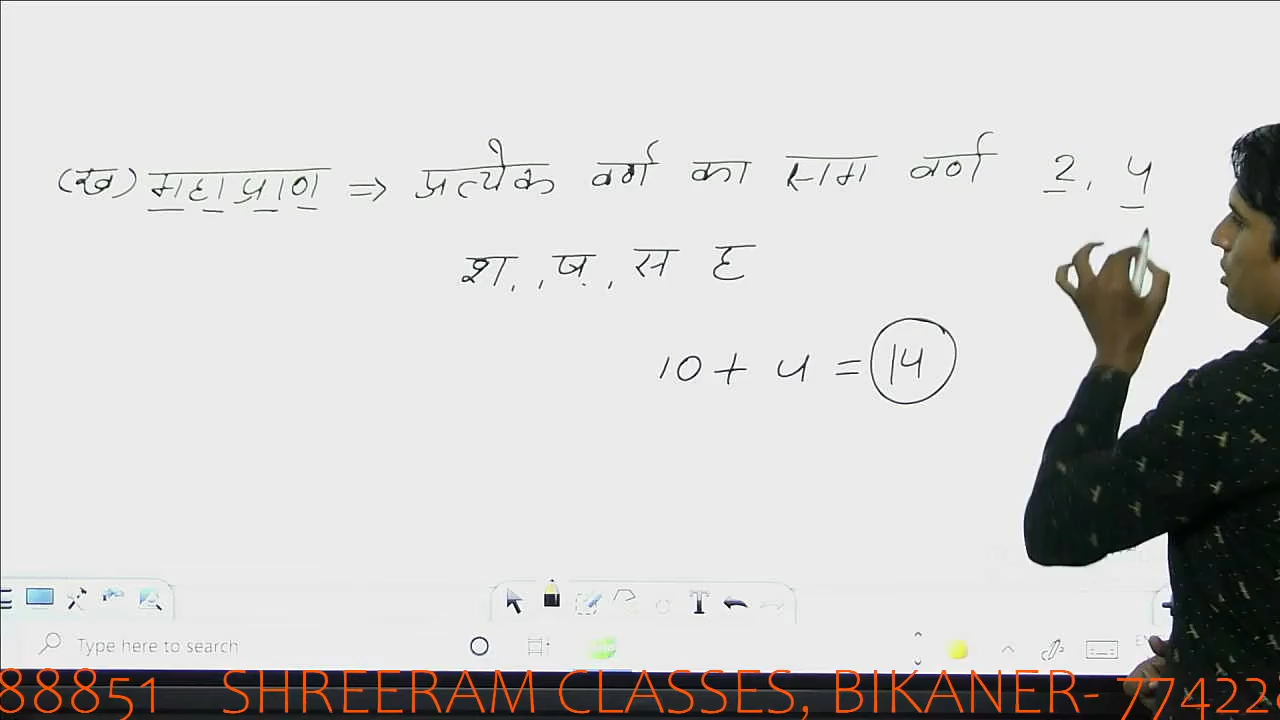 (ख) महाप्राण ⇒ प्रत्येक वर्ग का सम वर्ण 2, 4
श, , ष, स ह
10 + 4 = 14
Type here to search
88851 SHREERAM CLASSES, BIKANER- 77422